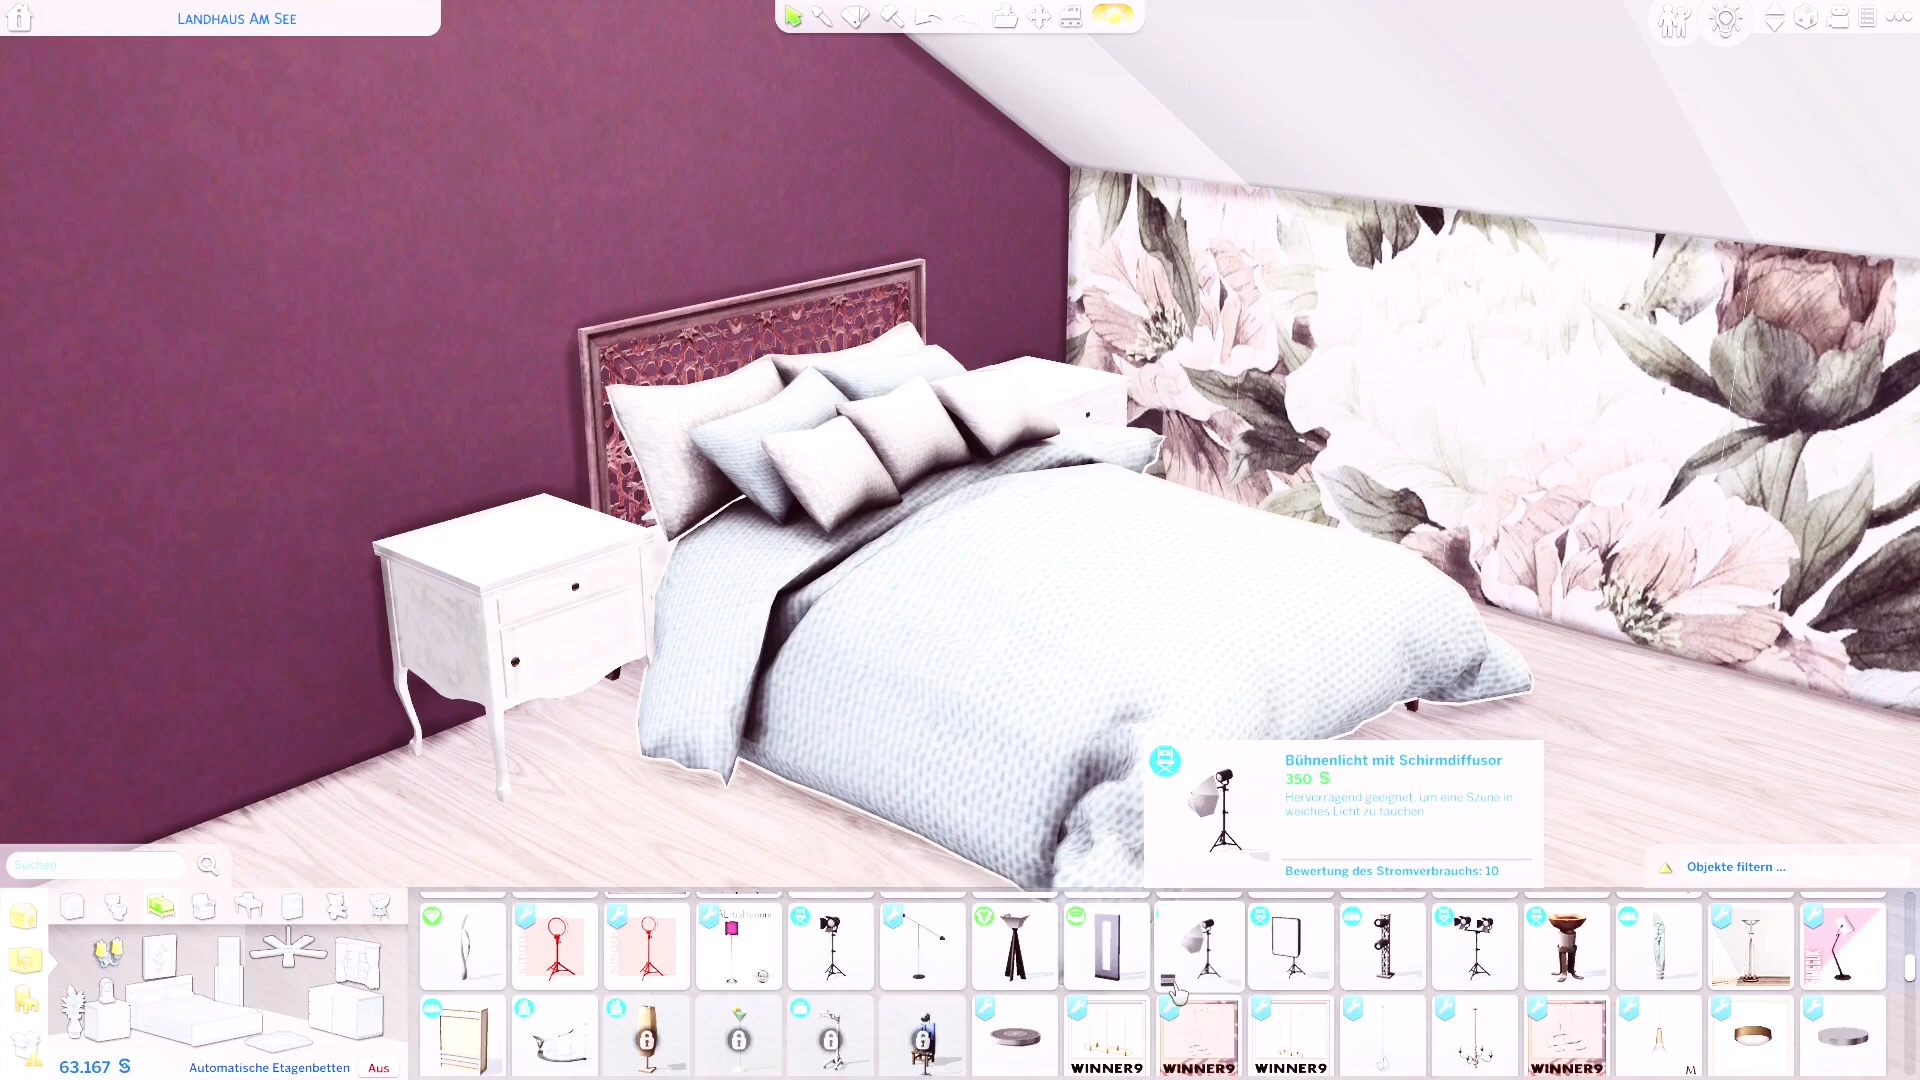 Landhaus Am See
Bühnenlicht mit Schirmdiffusor
350 S
Hervorragend geeignet, um eine Szene in
weiches Licht zu tauchen.
Bewertung des Stromverbrauchs: 10
Suchen
Objekte filtern ...
WINNER9
WINNER9
WINNER9
WINNER9
M
63.167 S
Automatische Etagenbetten
Aus